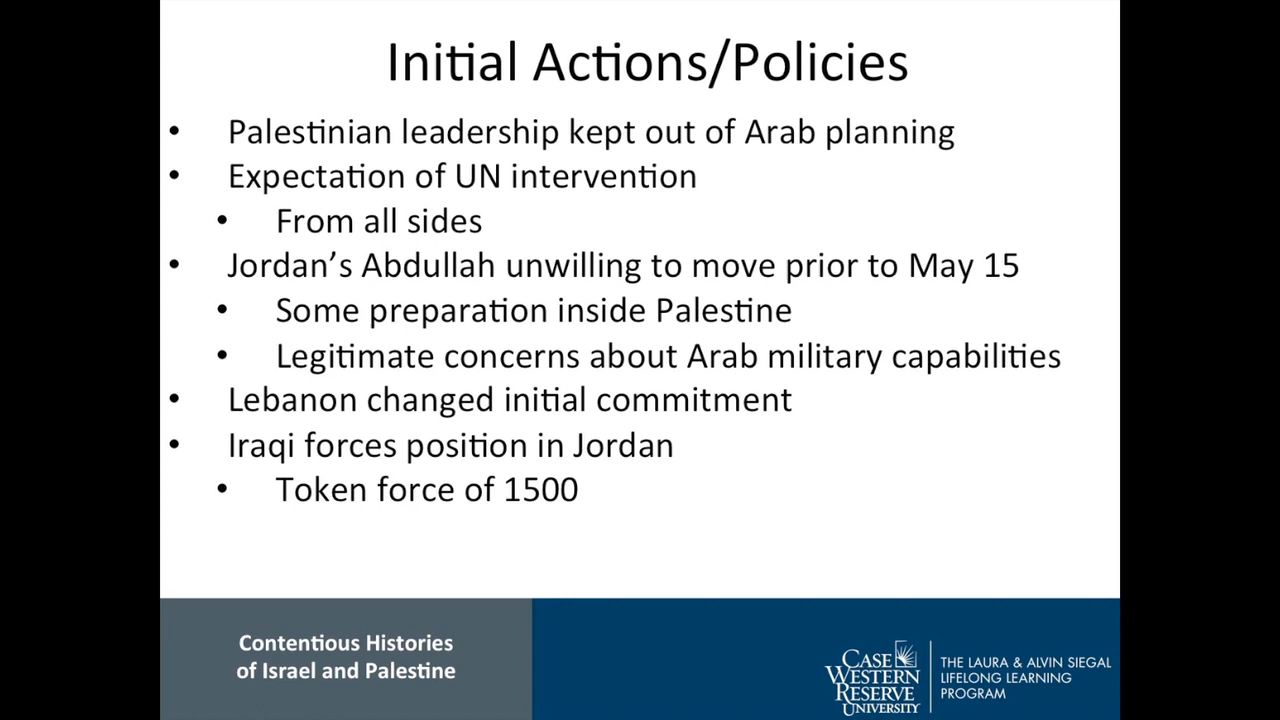 Initial Actions/Policies
• Palestinian leadership kept out of Arab planning
• Expectation of UN intervention
• From all sides
• Jordan’s Abdullah unwilling to move prior to May 15
• Some preparation inside Palestine
• Legitimate concerns about Arab military capabilities
• Lebanon changed initial commitment
• Iraqi forces position in Jordan
• Token force of 1500
Contentious Histories
of Israel and Palestine
CASE
WESTERN
RESERVE
UNIVERSITY
THE LAURA & ALVIN SIEGAL
LIFELONG LEARNING
PROGRAM